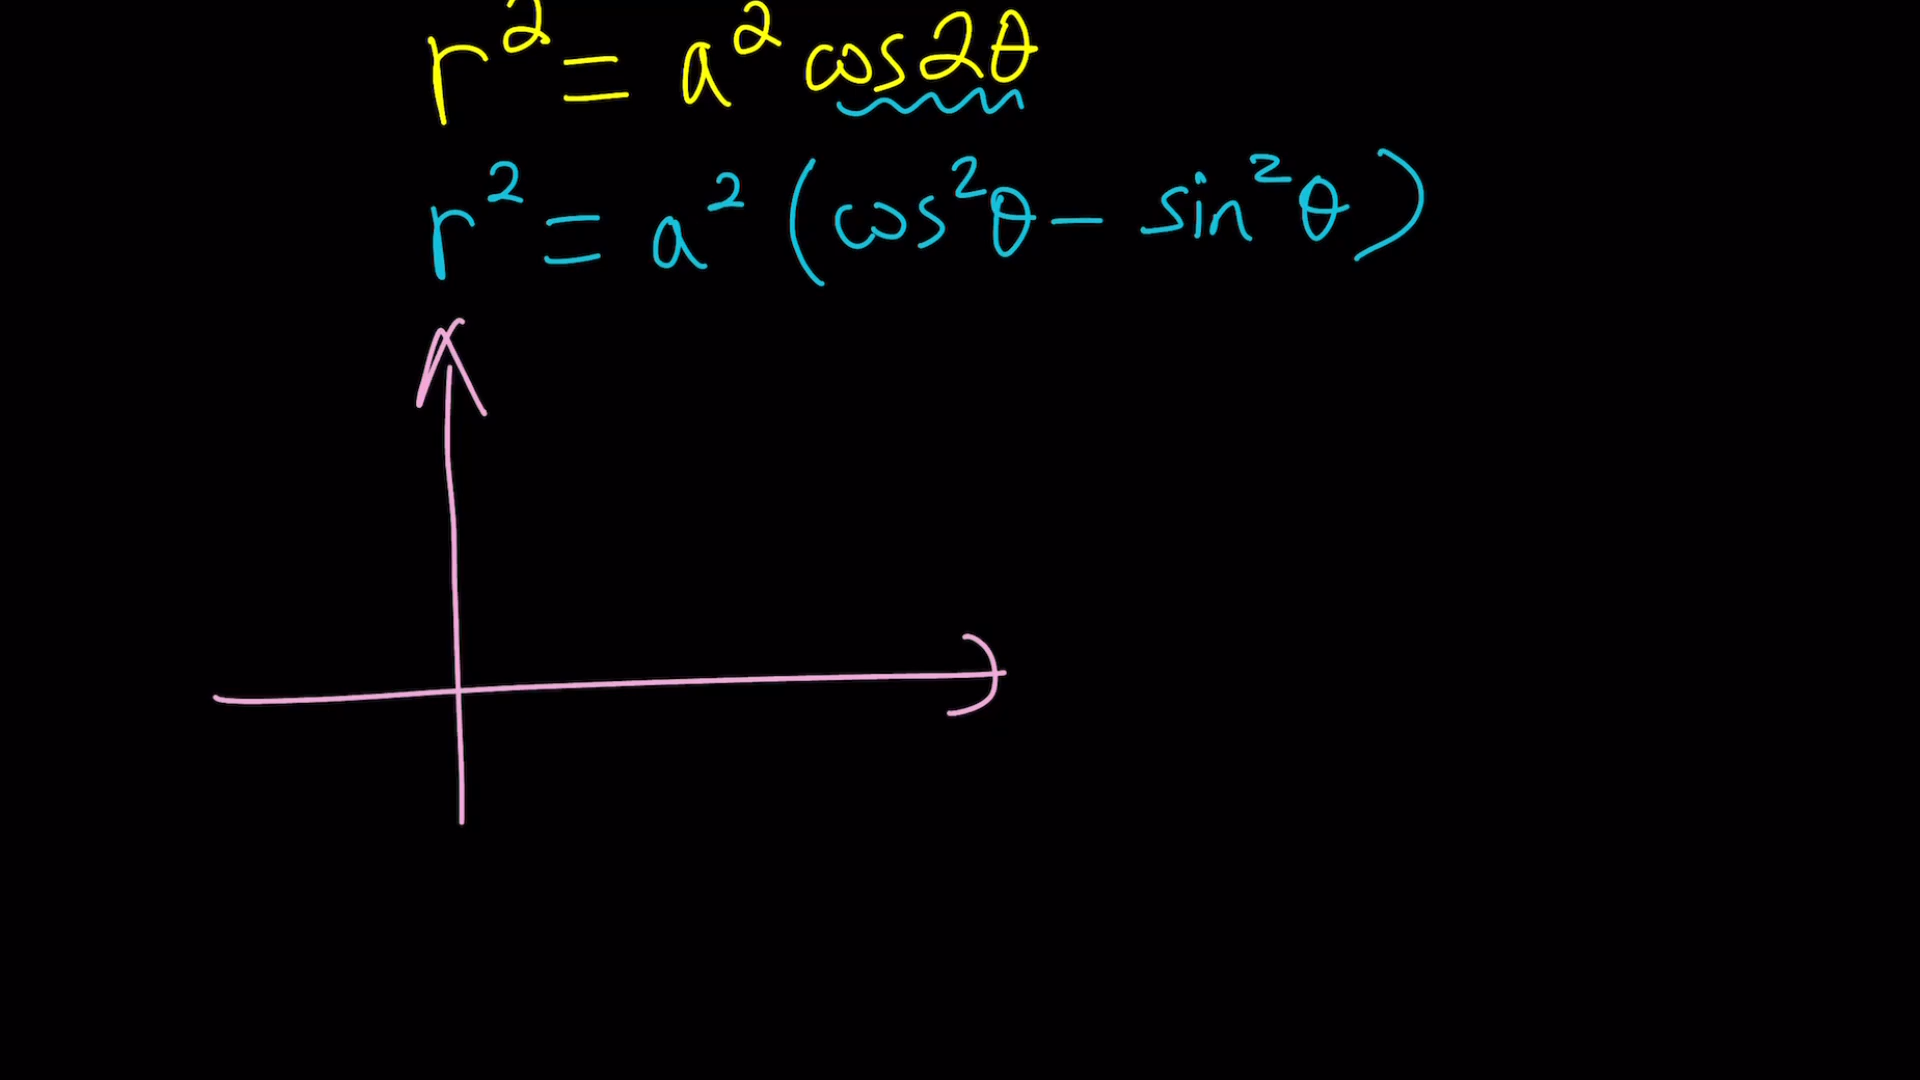 r² = a² cos2θ
r² = a² (cos²θ - sin²θ)